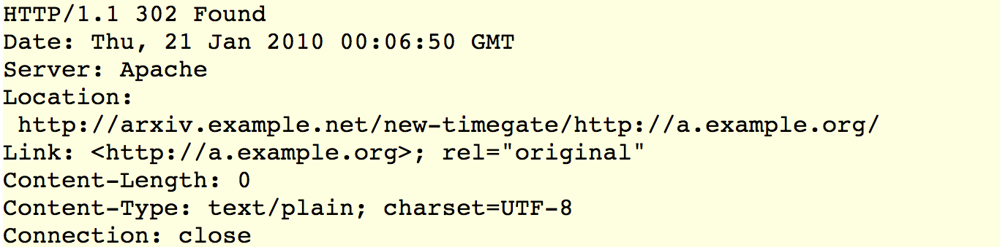 HTTP/1.1 302 Found
Date: Thu, 21 Jan 2010 00:06:50 GMT
Server: Apache
Location:
 http://arxiv.example.net/new-timegate/http://a.example.org/
Link: <http://a.example.org>; rel="original"
Content-Length: 0
Content-Type: text/plain; charset=UTF-8
Connection: close